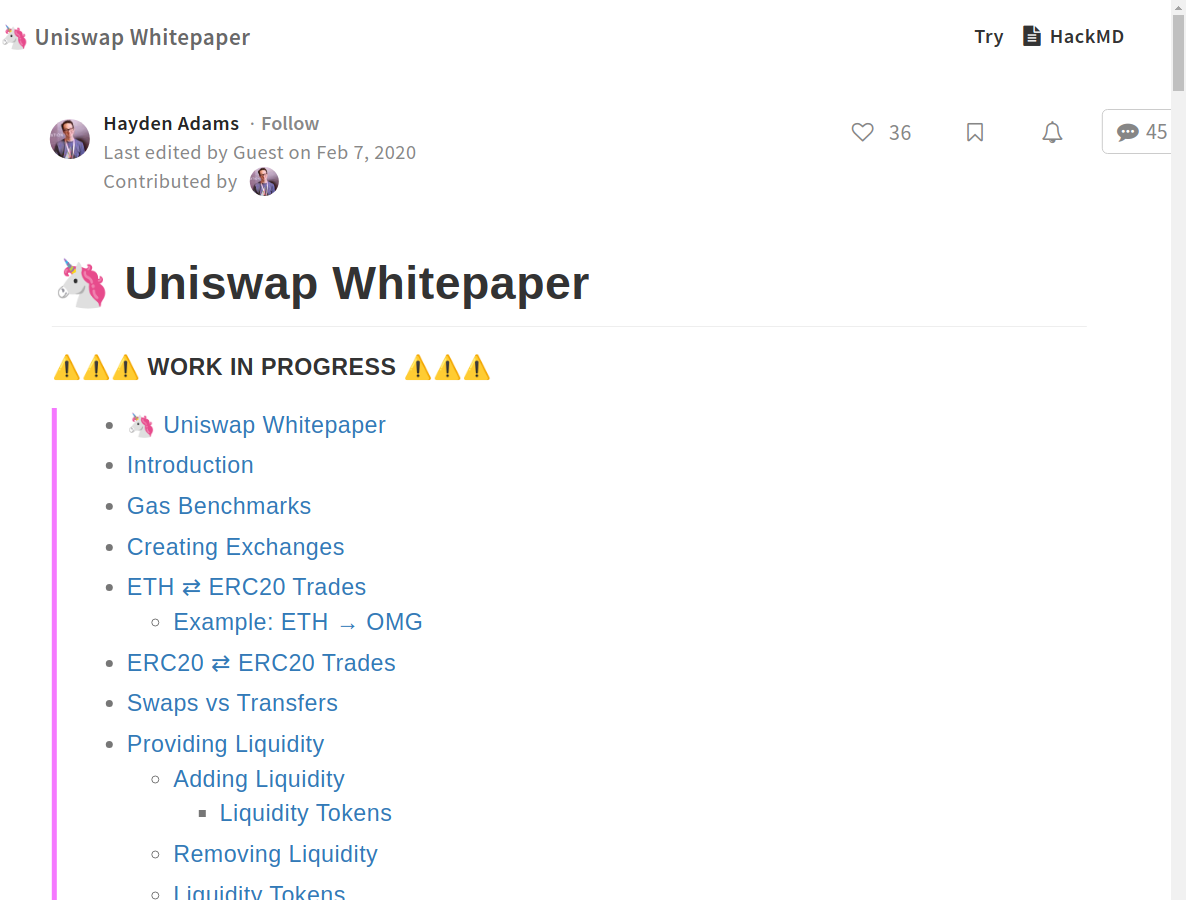 🦄 Uniswap Whitepaper
Try HackMD
Hayden Adams · Follow
Last edited by Guest on Feb 7, 2020
Contributed by
36
45
🦄 Uniswap Whitepaper
⚠️⚠️⚠️ WORK IN PROGRESS ⚠️⚠️⚠️
🦄 Uniswap Whitepaper
Introduction
Gas Benchmarks
Creating Exchanges
ETH ⇄ ERC20 Trades
Example: ETH → OMG
ERC20 ⇄ ERC20 Trades
Swaps vs Transfers
Providing Liquidity
Adding Liquidity
Liquidity Tokens
Removing Liquidity
Liquidity Tokens